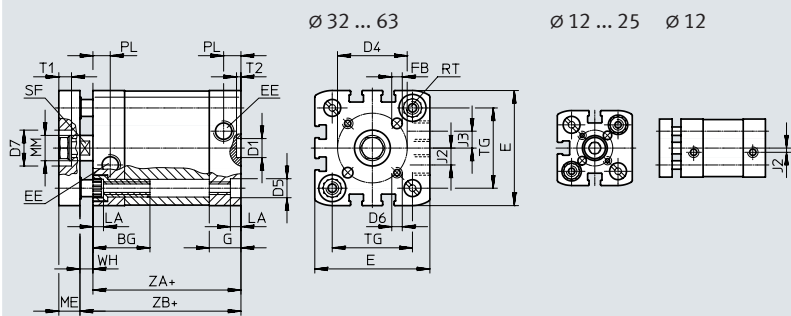 Ø 32 ... 63
Ø 12 ... 25
Ø 12
PL
PL
D4
T1
T2
FB
RT
SF
EE
D7
MM
D1
J3
TG
E
J2
J2
EE
D5
LA
LA
D6
BG
G
TG
WH
E
ZA+
ME
ZB+